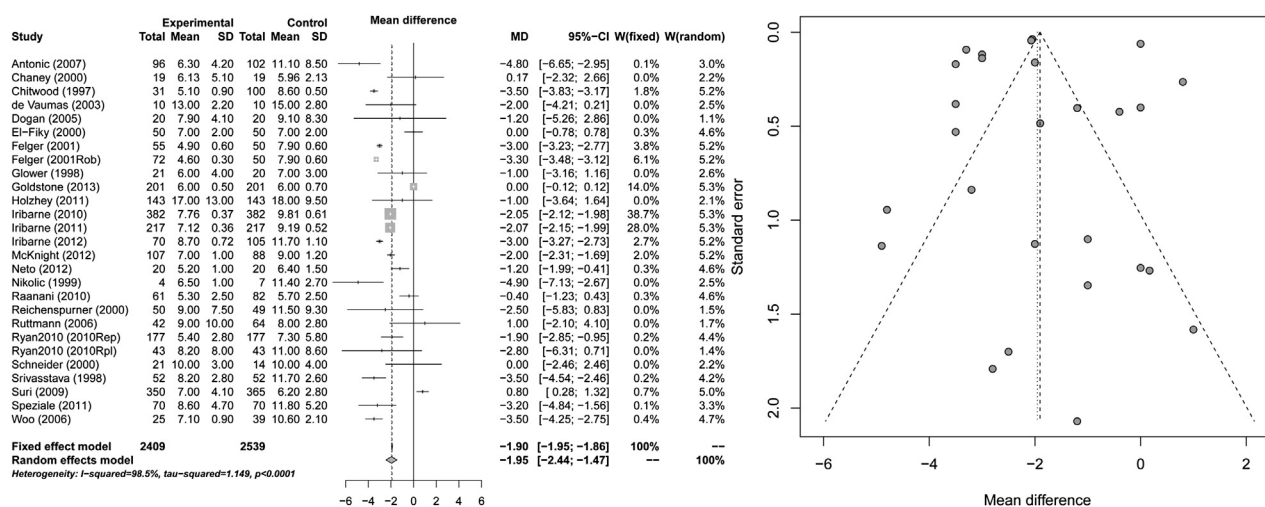 Experimental Control Mean difference
Study Total Mean SD Total Mean SD MD 95%−CI W(fixed) W(random)
Antonic (2007) 96 6.30 4.20 102 11.10 8.50 −4.80 [−6.65; −2.95] 0.1% 3.0%
Chaney (2000) 19 6.13 5.10 19 5.96 2.13 0.17 [−2.32; 2.66] 0.0% 2.2%
Chitwood (1997) 31 5.10 0.90 100 8.60 0.50 −3.50 [−3.83; −3.17] 1.8% 5.2%
de Vaumas (2003) 10 13.00 2.20 10 15.00 2.80 −2.00 [−4.21; 0.21] 0.0% 2.5%
Dogan (2005) 20 7.90 4.10 20 9.10 8.30 −1.20 [−5.26; 2.86] 0.0% 1.1%
El−Fiky (2000) 50 7.00 2.00 50 7.00 2.00 0.00 [−0.78; 0.78] 0.3% 4.6%
Felger (2001) 55 4.90 0.60 50 7.90 0.60 −3.00 [−3.23; −2.77] 3.8% 5.2%
Felger (2001Rob) 72 4.60 0.30 50 7.90 0.60 −3.30 [−3.48; −3.12] 6.1% 5.2%
Glower (1998) 21 6.00 4.00 20 7.00 3.00 −1.00 [−3.16; 1.16] 0.0% 2.5%
Goldstone (2013) 201 6.00 0.50 201 6.00 0.70 0.00 [−0.12; 0.12] 14.0% 5.3%
Holzhey (2011) 143 17.00 13.00 143 18.00 9.50 −1.00 [−3.64; 1.64] 0.0% 2.1%
Iribarne (2010) 382 7.76 0.37 382 9.81 0.61 −2.05 [−2.12; −1.98] 38.7% 5.3%
Iribarne (2011) 217 7.12 0.36 217 9.19 0.52 −2.07 [−2.15; −1.99] 28.0% 5.3%
Iribarne (2012) 70 8.70 0.72 105 11.70 1.10 −3.00 [−3.27; −2.73] 2.7% 5.2%
McKnight (2012) 107 7.00 1.00 88 9.00 1.20 −2.00 [−2.31; −1.69] 2.0% 5.2%
Neto (2012) 20 5.20 1.00 20 6.40 1.50 −1.20 [−1.99; −0.41] 0.3% 4.6%
Nikolic (1999) 4 6.50 1.00 7 11.40 2.70 −4.90 [−7.13; −2.67] 0.0% 2.5%
Raanani (2010) 61 5.30 2.50 82 5.70 2.50 −0.40 [−1.23; 0.43] 0.3% 4.6%
Reichenspurner (2000) 50 9.00 7.50 49 11.50 9.30 −2.50 [−5.83; 0.83] 0.0% 1.5%
Ruttmann (2006) 42 9.00 10.00 64 8.00 2.80 1.00 [−2.10; 4.10] 0.0% 1.7%
Ryan2010 (2010Rep) 177 5.40 2.80 177 7.30 5.80 −1.90 [−2.85; −0.95] 0.2% 4.4%
Ryan2010 (2010Rpl) 43 8.20 8.00 43 11.00 8.60 −2.80 [−6.31; 0.71] 0.0% 1.4%
Schneider (2000) 21 10.00 3.00 14 10.00 4.00 0.00 [−2.46; 2.46] 0.0% 2.2%
Srivasstava (1998) 52 8.20 2.80 52 11.70 2.60 −3.50 [−4.54; −2.46] 0.2% 4.2%
Suri (2009) 350 7.00 4.10 365 6.20 2.80 0.80 [ 0.28; 1.32] 0.7% 5.0%
Speziale (2011) 70 8.60 4.70 70 11.80 5.20 −3.20 [−4.84; −1.56] 0.1% 3.3%
Woo (2006) 25 7.10 0.90 39 10.60 2.10 −3.50 [−4.25; −2.75] 0.4% 4.7%
Fixed effect model 2409 2539 −1.90 [−1.95; −1.86] 100% −−
Random effects model −1.95 [−2.44; −1.47] −− 100%
Heterogeneity: I−squared=98.5%, tau−squared=1.149, p<0.0001
−6 −4 −2 0 2 4 6
Standard error
0.0
0.5
1.0
1.5
2.0
−6 −4 −2 0 2
Mean difference